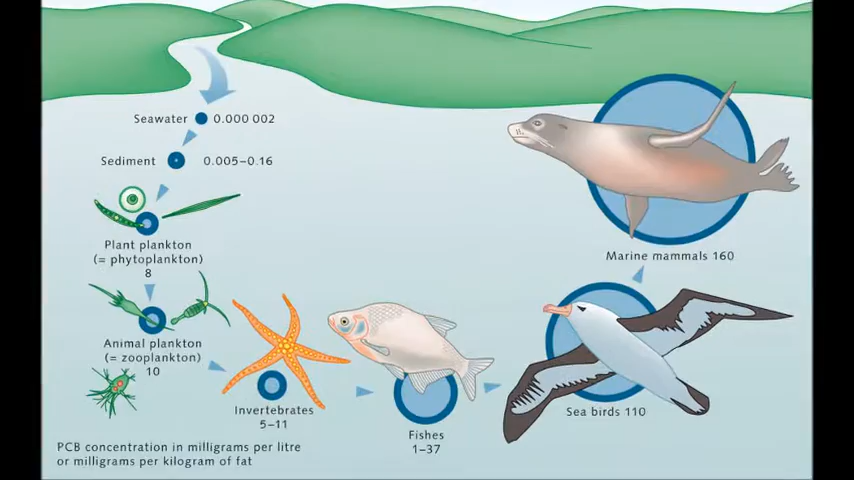 Seawater 0.000 002
Sediment 0.005–0.16
Plant plankton
(= phytoplankton)
8
Animal plankton
(= zooplankton)
10
Invertebrates
5–11
Fishes
1–37
Sea birds 110
Marine mammals 160
PCB concentration in milligrams per litre
or milligrams per kilogram of fat